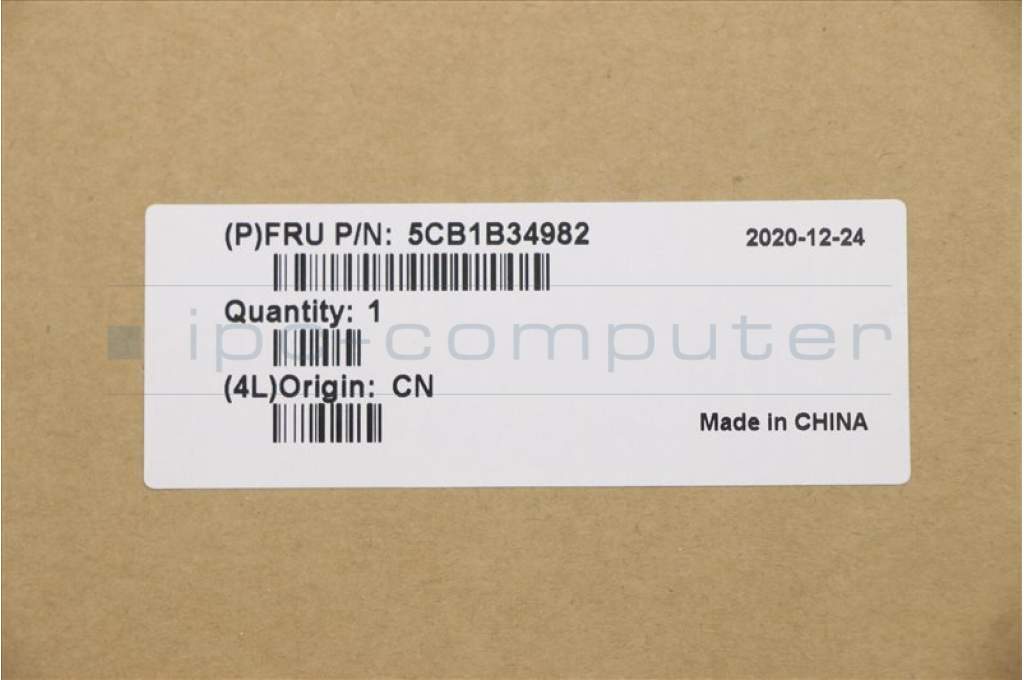 (P)FRU P/N: 5CB1B34982
2020-12-24
Quantity: 1
ipc-computer
(4L)Origin: CN
Made in CHINA